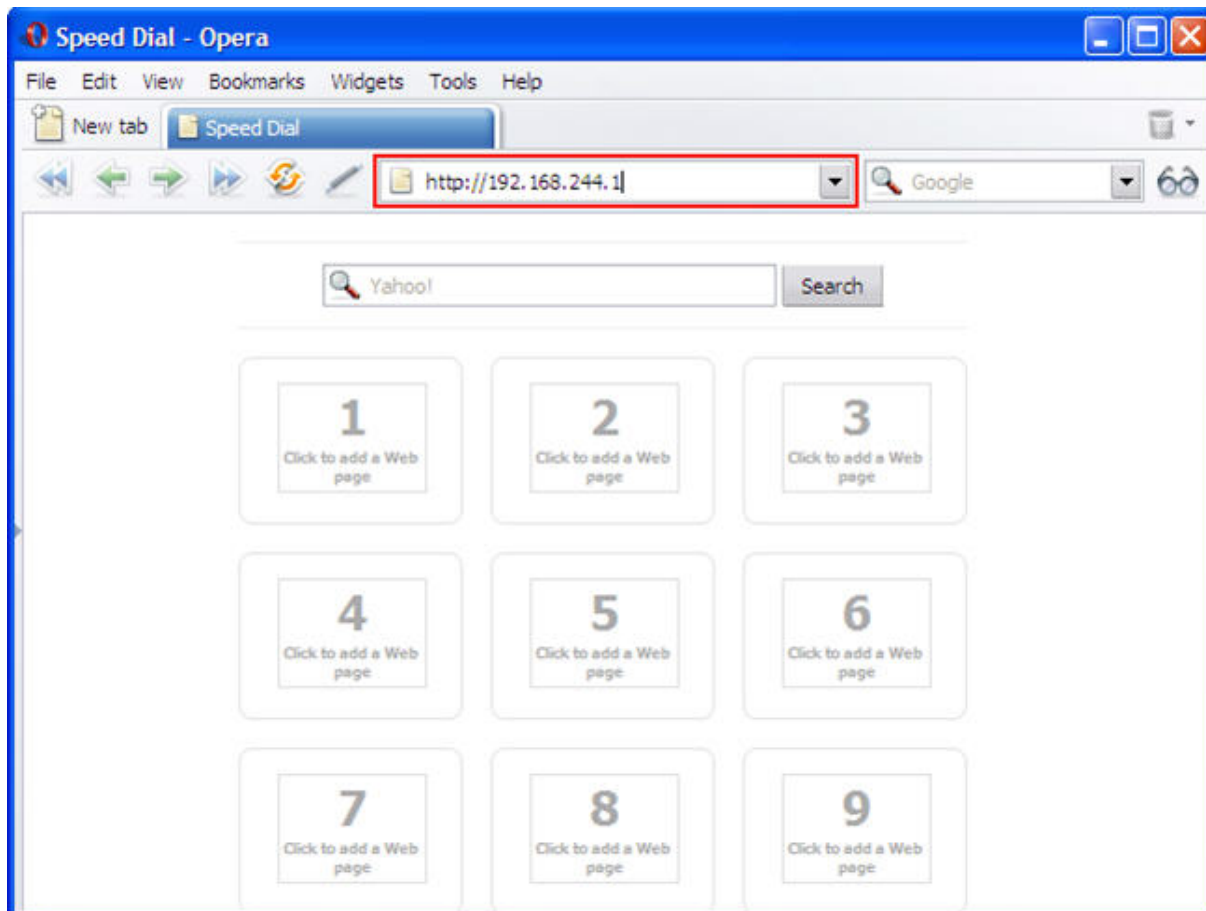 Speed Dial - Opera
File Edit View Bookmarks Widgets Tools Help
New tab Speed Dial
http://192.168.244.1 Google
Yahoo! Search
1 2 3
Click to add a Web Click to add a Web Click to add a Web
page page page
4 5 6
Click to add a Web Click to add a Web Click to add a Web
page page page
7 8 9
Click to add a Web Click to add a Web Click to add a Web
page page page